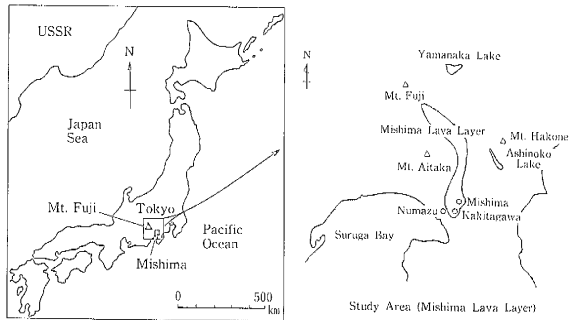 USSR
N
Japan
Sea
Mt. Fuji
Tokyo
Pacific
Ocean
Mishima
0 500
km
N
Yamanaka Lake
Mt. Fuji
Mishima Lava Layer
Mt. Hakone
Ashinoko
Lake
Mt. Aitaka
Mishima
Numazu
Kakitagawa
Suruga Bay
Study Area (Mishima Lava Layer)